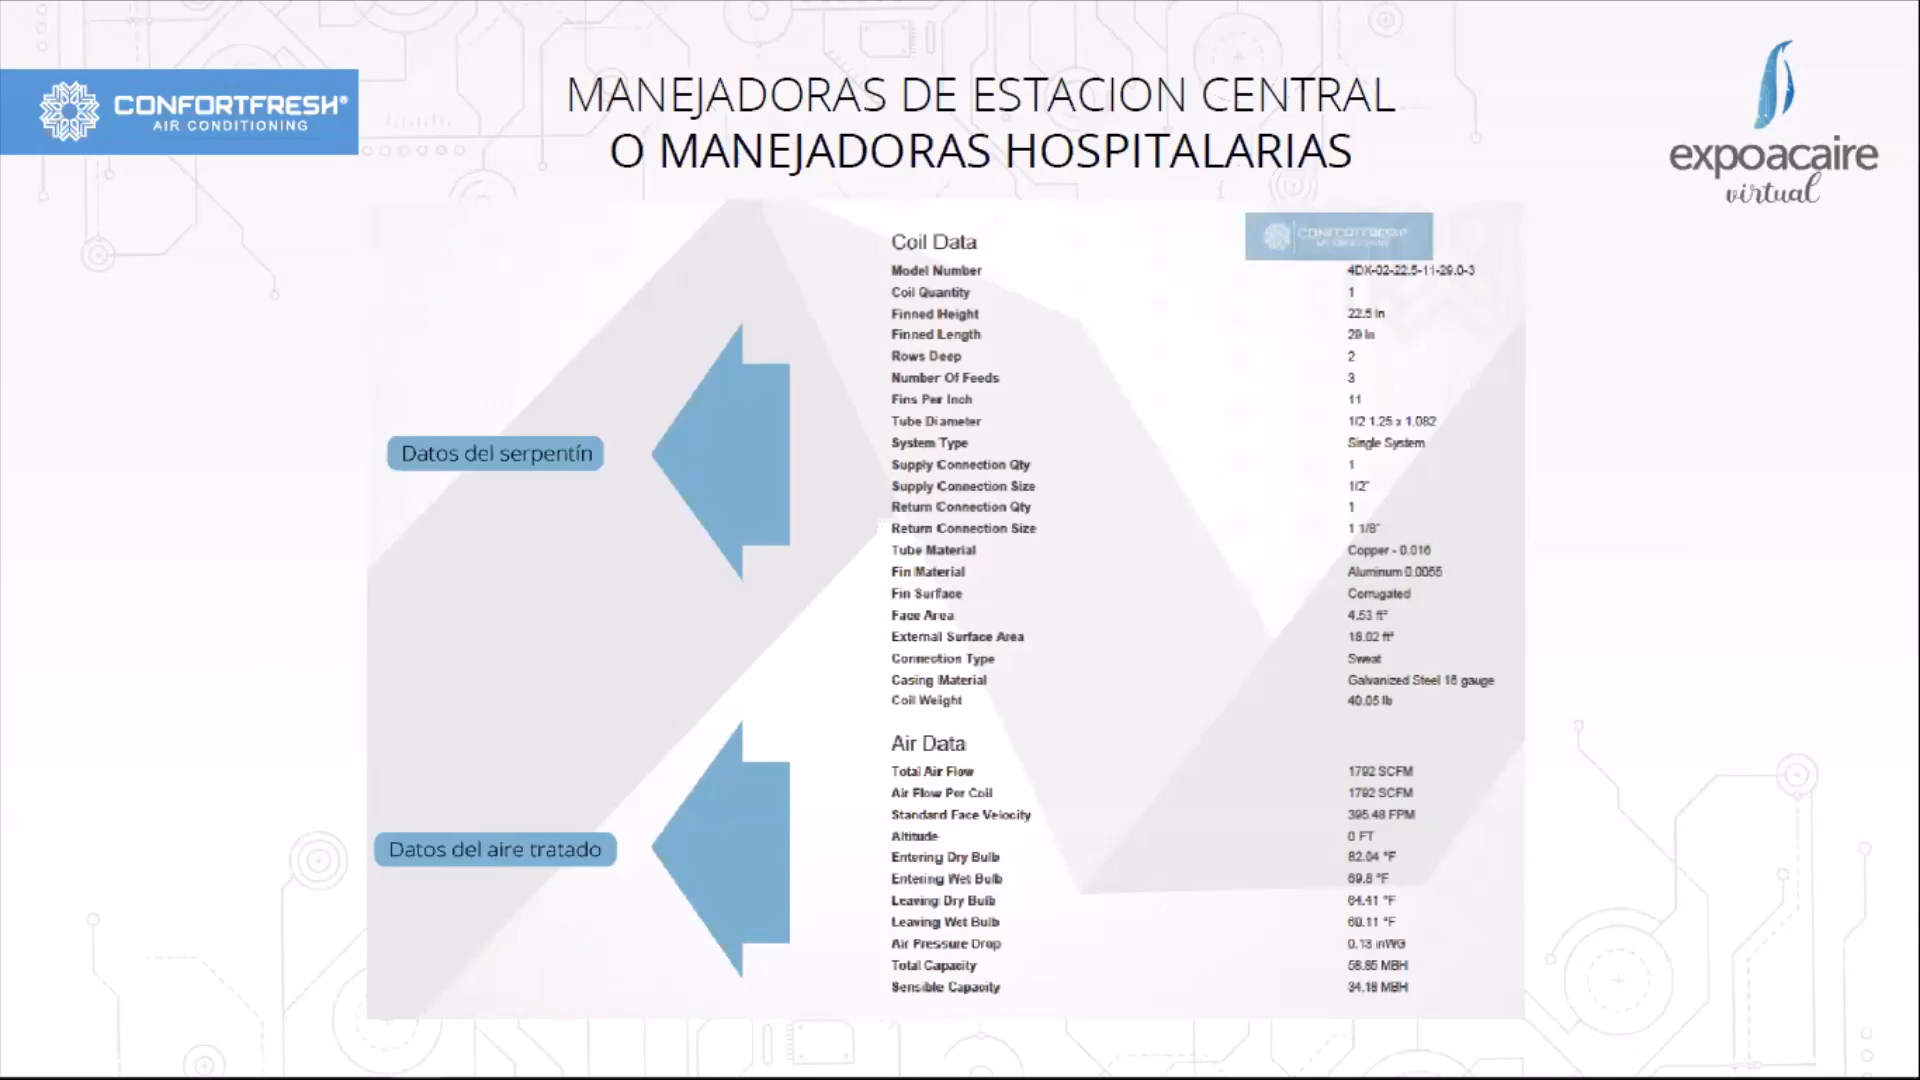 CONFORTFRESH®
AIR CONDITIONING
MANEJADORAS DE ESTACION CENTRAL
O MANEJADORAS HOSPITALARIAS
expoacaire
virtual
CONFORTFRESH®
Coil Data
Model Number 4DX-02-22.5-11-29.0-3
Coil Quantity 1
Finned Height 22.5 in
Finned Length 29 in
Rows Deep 2
Number Of Feeds 3
Fins Per Inch 11
Tube Diameter 1/2 1.25 x 1.082
System Type Single System
Supply Connection Qty 1
Supply Connection Size 1/2"
Return Connection Qty 1
Return Connection Size 1 1/8"
Tube Material Copper - 0.016
Fin Material Aluminum 0.0055
Fin Surface Corrugated
Face Area 4.53 ft²
External Surface Area 18.02 ft²
Connection Type Sweat
Casing Material Galvanized Steel 16 gauge
Coil Weight 40.05 lb
Datos del serpentín
Air Data
Total Air Flow 1792 SCFM
Air Flow Per Coil 1792 SCFM
Standard Face Velocity 395.48 FPM
Altitude 0 FT
Entering Dry Bulb 82.04 °F
Entering Wet Bulb 69.8 °F
Leaving Dry Bulb 64.41 °F
Leaving Wet Bulb 60.11 °F
Air Pressure Drop 0.13 inWG
Total Capacity 58.85 MBH
Sensible Capacity 34.18 MBH
Datos del aire tratado